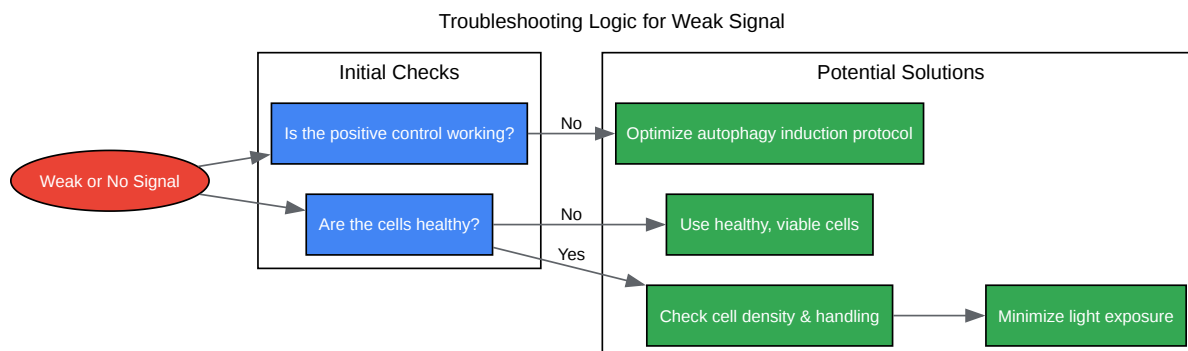 Troubleshooting Logic for Weak Signal
Initial Checks
Potential Solutions
Is the positive control working?
No
Optimize autophagy induction protocol
Weak or No Signal
Are the cells healthy?
No
Use healthy, viable cells
Yes
Check cell density & handling
Minimize light exposure